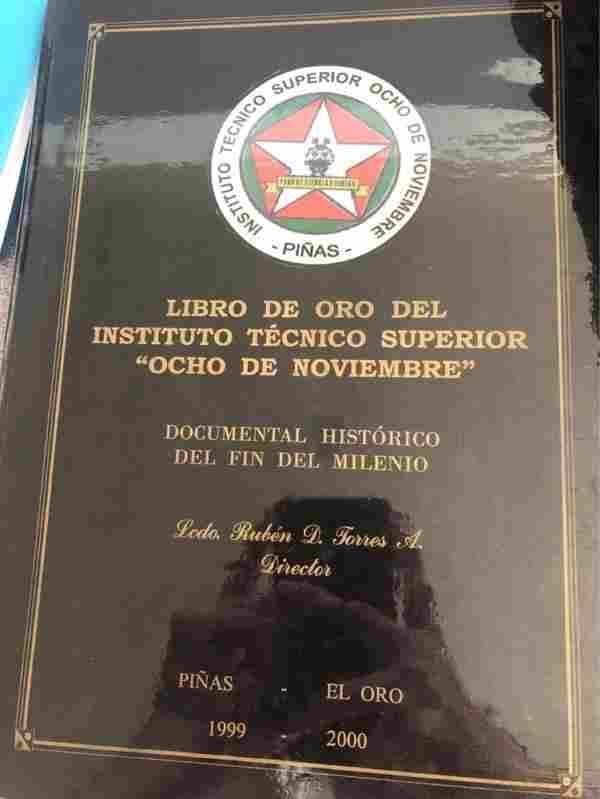 INSTITUTO TECNICO SUPERIOR OCHO DE NOVIEMBRE
- PIÑAS -
LIBRO DE ORO DEL
INSTITUTO TÉCNICO SUPERIOR
“OCHO DE NOVIEMBRE”
DOCUMENTAL HISTÓRICO
DEL FIN DEL MILENIO
Lcdo. Rubén D. Torres A.
Director
PIÑAS - EL ORO
1999 2000